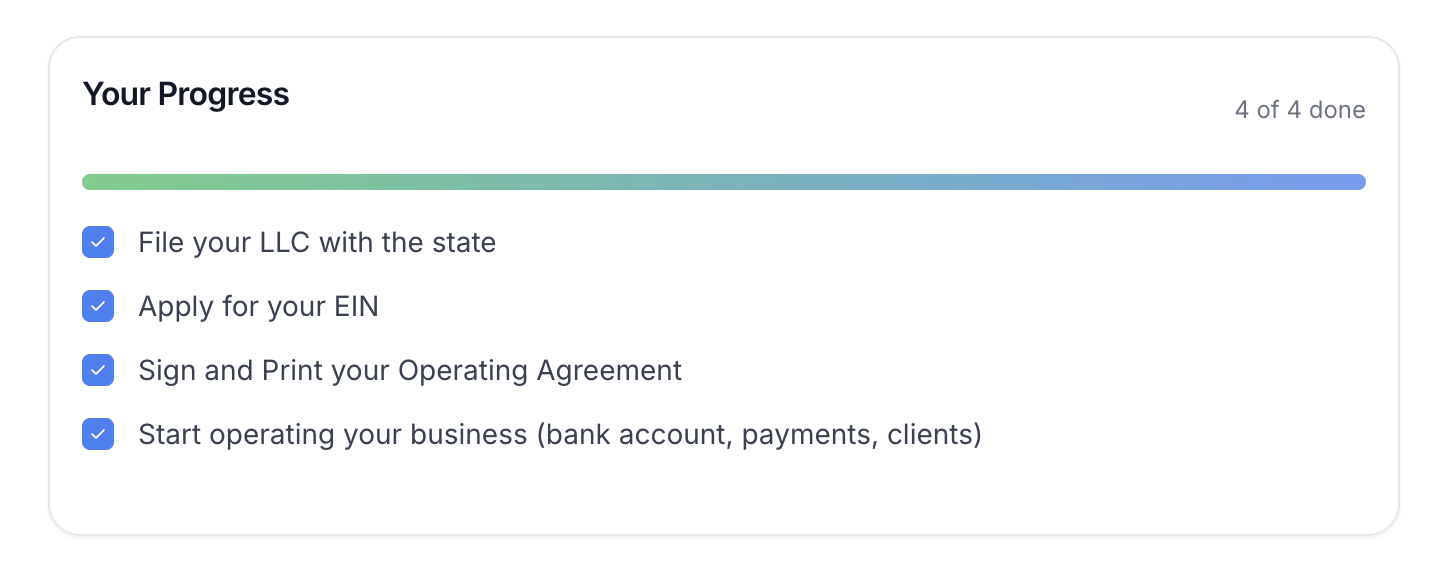 Your Progress
4 of 4 done
File your LLC with the state
Apply for your EIN
Sign and Print your Operating Agreement
Start operating your business (bank account, payments, clients)